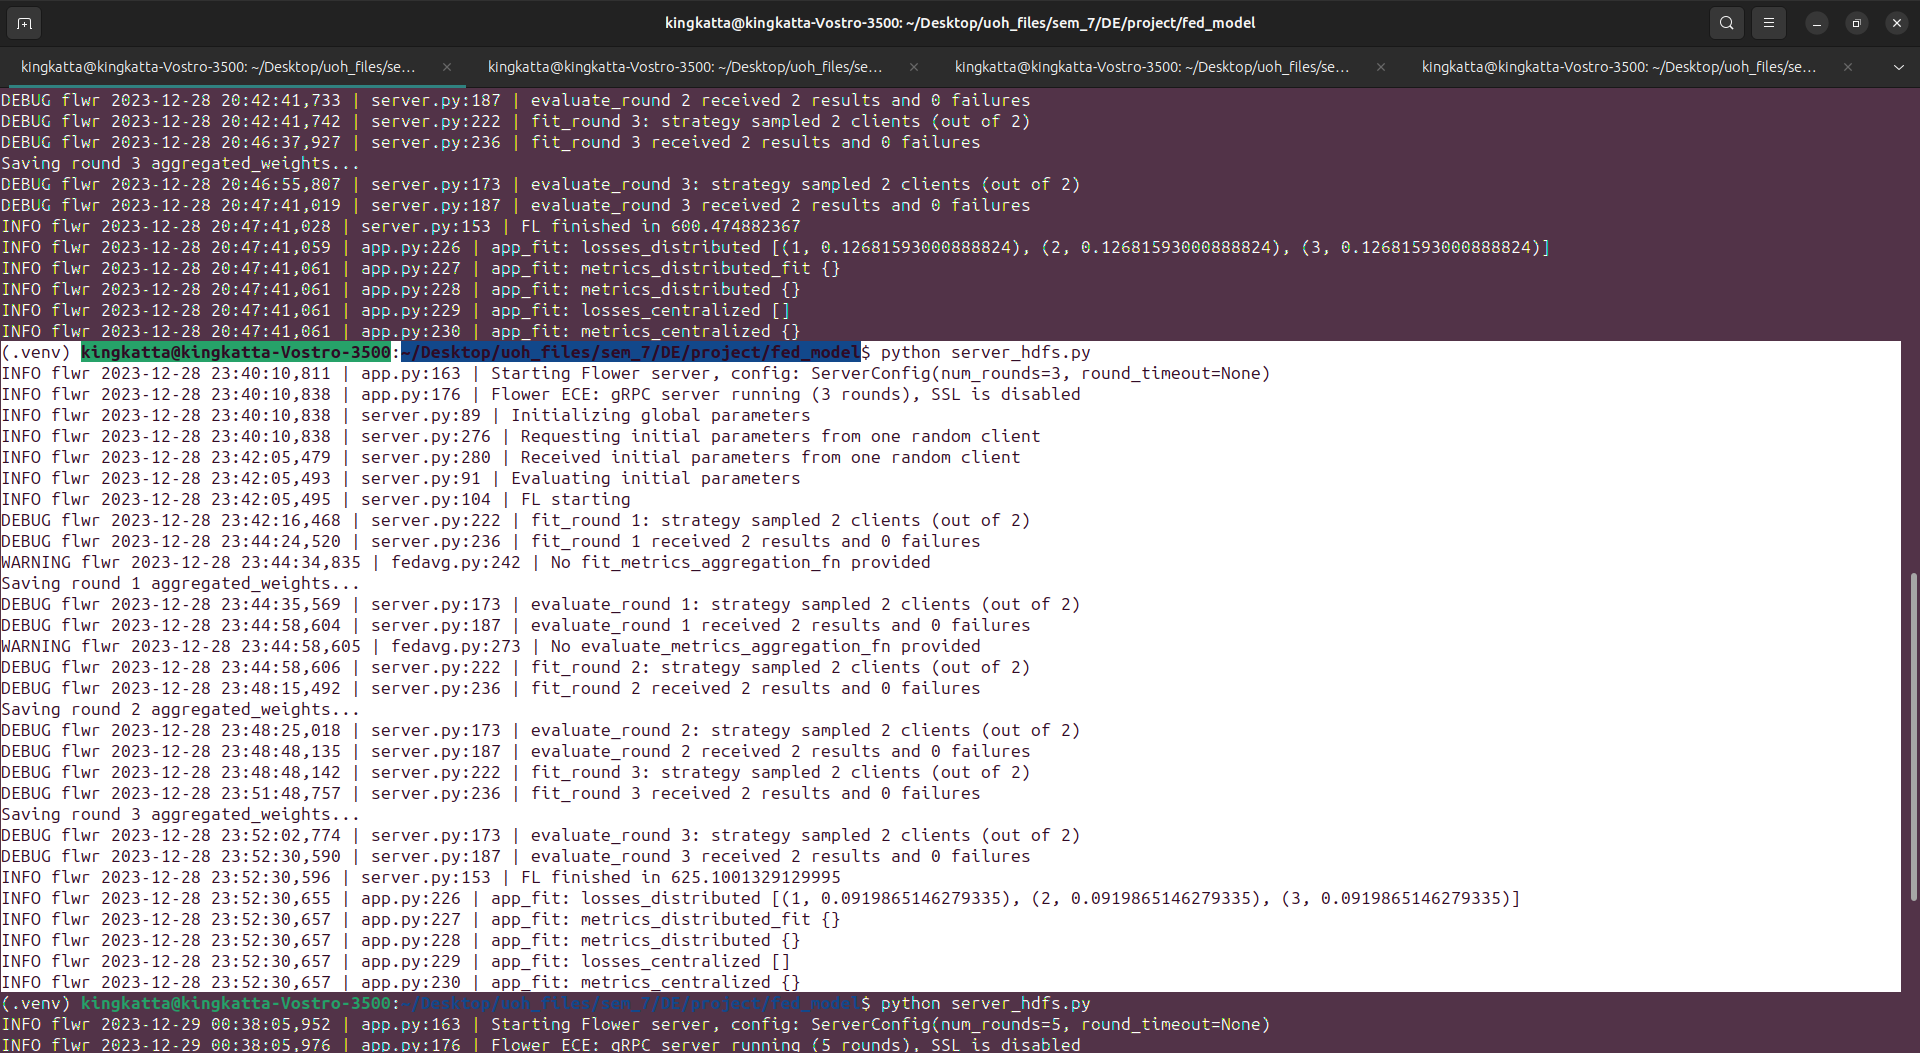 kingkatta@kingkatta-Vostro-3500: ~/Desktop/uoh_files/sem_7/DE/project/fed_model
kingkatta@kingkatta-Vostro-3500: ~/Desktop/uoh_files/se... × kingkatta@kingkatta-Vostro-3500: ~/Desktop/uoh_files/se... × kingkatta@kingkatta-Vostro-3500: ~/Desktop/uoh_files/se... × kingkatta@kingkatta-Vostro-3500: ~/Desktop/uoh_files/se... ×
DEBUG flwr 2023-12-28 20:42:41,733 | server.py:187 | evaluate_round 2 received 2 results and 0 failures
DEBUG flwr 2023-12-28 20:42:41,742 | server.py:222 | fit_round 3: strategy sampled 2 clients (out of 2)
DEBUG flwr 2023-12-28 20:46:37,927 | server.py:236 | fit_round 3 received 2 results and 0 failures
Saving round 3 aggregated_weights...
DEBUG flwr 2023-12-28 20:46:55,807 | server.py:173 | evaluate_round 3: strategy sampled 2 clients (out of 2)
DEBUG flwr 2023-12-28 20:47:41,019 | server.py:187 | evaluate_round 3 received 2 results and 0 failures
INFO flwr 2023-12-28 20:47:41,028 | server.py:153 | FL finished in 600.474882367
INFO flwr 2023-12-28 20:47:41,059 | app.py:226 | app_fit: losses_distributed [(1, 0.12681593000888824), (2, 0.12681593000888824), (3, 0.12681593000888824)]
INFO flwr 2023-12-28 20:47:41,061 | app.py:227 | app_fit: metrics_distributed_fit {}
INFO flwr 2023-12-28 20:47:41,061 | app.py:228 | app_fit: metrics_distributed {}
INFO flwr 2023-12-28 20:47:41,061 | app.py:229 | app_fit: losses_centralized []
INFO flwr 2023-12-28 20:47:41,061 | app.py:230 | app_fit: metrics_centralized {}
(.venv) kingkatta@kingkatta-Vostro-3500:~/Desktop/uoh_files/sem_7/DE/project/fed_model$ python server_hdfs.py
INFO flwr 2023-12-28 23:40:10,811 | app.py:163 | Starting Flower server, config: ServerConfig(num_rounds=3, round_timeout=None)
INFO flwr 2023-12-28 23:40:10,838 | app.py:176 | Flower ECE: gRPC server running (3 rounds), SSL is disabled
INFO flwr 2023-12-28 23:40:10,838 | server.py:89 | Initializing global parameters
INFO flwr 2023-12-28 23:40:10,838 | server.py:276 | Requesting initial parameters from one random client
INFO flwr 2023-12-28 23:42:05,479 | server.py:280 | Received initial parameters from one random client
INFO flwr 2023-12-28 23:42:05,493 | server.py:91 | Evaluating initial parameters
INFO flwr 2023-12-28 23:42:05,495 | server.py:104 | FL starting
DEBUG flwr 2023-12-28 23:42:16,468 | server.py:222 | fit_round 1: strategy sampled 2 clients (out of 2)
DEBUG flwr 2023-12-28 23:44:24,520 | server.py:236 | fit_round 1 received 2 results and 0 failures
WARNING flwr 2023-12-28 23:44:34,835 | fedavg.py:242 | No fit_metrics_aggregation_fn provided
Saving round 1 aggregated_weights...
DEBUG flwr 2023-12-28 23:44:35,569 | server.py:173 | evaluate_round 1: strategy sampled 2 clients (out of 2)
DEBUG flwr 2023-12-28 23:44:58,604 | server.py:187 | evaluate_round 1 received 2 results and 0 failures
WARNING flwr 2023-12-28 23:44:58,605 | fedavg.py:273 | No evaluate_metrics_aggregation_fn provided
DEBUG flwr 2023-12-28 23:44:58,606 | server.py:222 | fit_round 2: strategy sampled 2 clients (out of 2)
DEBUG flwr 2023-12-28 23:48:15,492 | server.py:236 | fit_round 2 received 2 results and 0 failures
Saving round 2 aggregated_weights...
DEBUG flwr 2023-12-28 23:48:25,018 | server.py:173 | evaluate_round 2: strategy sampled 2 clients (out of 2)
DEBUG flwr 2023-12-28 23:48:48,135 | server.py:187 | evaluate_round 2 received 2 results and 0 failures
DEBUG flwr 2023-12-28 23:48:48,142 | server.py:222 | fit_round 3: strategy sampled 2 clients (out of 2)
DEBUG flwr 2023-12-28 23:51:48,757 | server.py:236 | fit_round 3 received 2 results and 0 failures
Saving round 3 aggregated_weights...
DEBUG flwr 2023-12-28 23:52:02,774 | server.py:173 | evaluate_round 3: strategy sampled 2 clients (out of 2)
DEBUG flwr 2023-12-28 23:52:30,590 | server.py:187 | evaluate_round 3 received 2 results and 0 failures
INFO flwr 2023-12-28 23:52:30,596 | server.py:153 | FL finished in 625.1001329129995
INFO flwr 2023-12-28 23:52:30,655 | app.py:226 | app_fit: losses_distributed [(1, 0.0919865146279335), (2, 0.0919865146279335), (3, 0.0919865146279335)]
INFO flwr 2023-12-28 23:52:30,657 | app.py:227 | app_fit: metrics_distributed_fit {}
INFO flwr 2023-12-28 23:52:30,657 | app.py:228 | app_fit: metrics_distributed {}
INFO flwr 2023-12-28 23:52:30,657 | app.py:229 | app_fit: losses_centralized []
INFO flwr 2023-12-28 23:52:30,657 | app.py:230 | app_fit: metrics_centralized {}
(.venv) kingkatta@kingkatta-Vostro-3500:~/Desktop/uoh_files/sem_7/DE/project/fed_model$ python server_hdfs.py
INFO flwr 2023-12-29 00:38:05,952 | app.py:163 | Starting Flower server, config: ServerConfig(num_rounds=5, round_timeout=None)
INFO flwr 2023-12-29 00:38:05,976 | app.py:176 | Flower ECE: gRPC server running (5 rounds), SSL is disabled